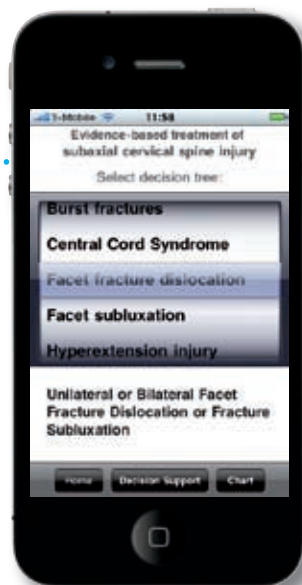 T-Mobile 11:58
Evidence-based treatment of
subaxial cervical spine injury
Select decision tree:
Burst fractures
Central Cord Syndrome
Facet fracture dislocation
Facet subluxation
Hyperextension injury
Unilateral or Bilateral Facet
Fracture Dislocation or Fracture
Subluxation
Home Decision Support Chart